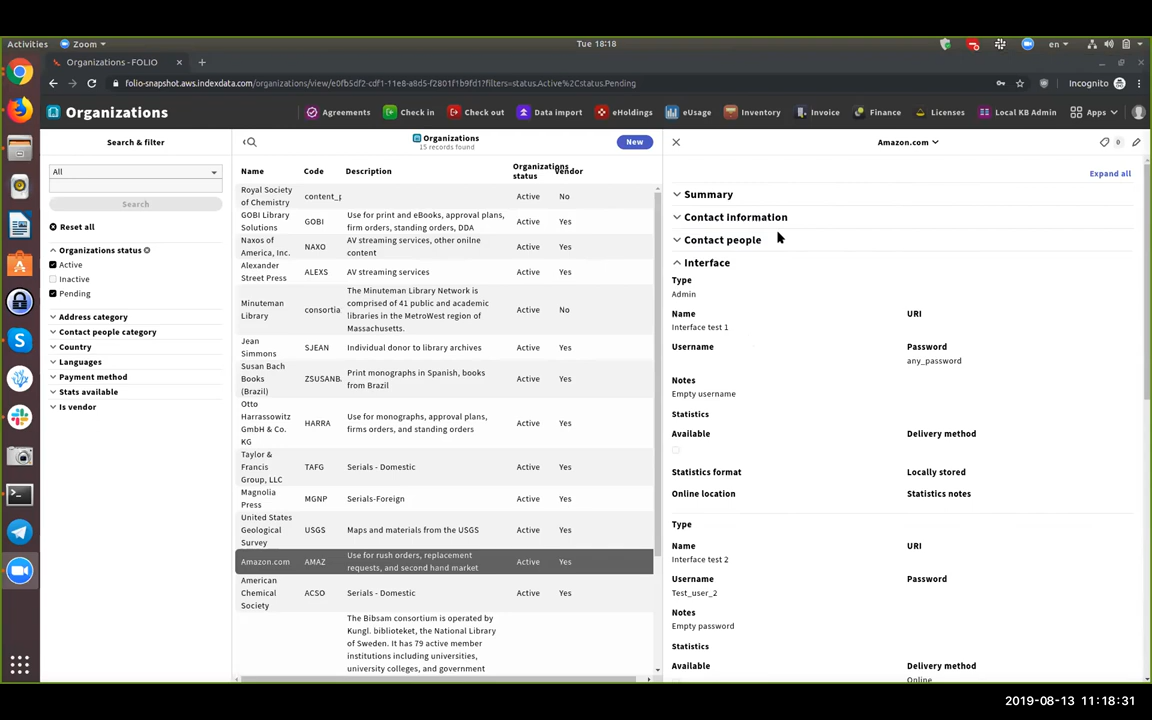 Activities
Zoom
Tue 18:18
en
Organizations - FOLIO
folio-snapshot.aws.indexdata.com/organizations/view/e0fb5df2-cdf1-11e8-a8d5-f2801f1b9fd1?filters=status.Active%2Cstatus.Pending
Incognito
Organizations
Agreements
Check in
Check out
Data import
eHoldings
eUsage
Inventory
Invoice
Finance
Licenses
Local KB Admin
Apps
Search & filter
All
Search
Reset all
Organizations status
Active
Inactive
Pending
Address category
Contact people category
Country
Languages
Payment method
Stats available
Is vendor
Organizations
15 records found
New
Name
Code
Description
Organizations
status
Vendor
Royal Society
of Chemistry
content_p
Active
No
GOBI Library
Solutions
GOBI
Use for print and eBooks, approval plans,
firm orders, standing orders, DDA
Active
Yes
Naxos of
America, Inc.
NAXO
AV streaming services, other onilne
content
Active
Yes
Alexander
Street Press
ALEXS
AV streaming services
Active
Yes
Minuteman
Library
consortia
The Minuteman Library Network is
comprised of 41 public and academic
libraries in the MetroWest region of
Massachusetts.
Active
No
Jean
Simmons
SJEAN
Individual donor to library archives
Active
Yes
Susan Bach
Books
(Brazil)
ZSUSANB.
Print monographs in Spanish, books
from Brazil
Active
Yes
Otto
Harrassowitz
GmbH & Co.
KG
HARRA
Use for monographs, approval plans,
firms orders, and standing orders
Active
Yes
Taylor &
Francis
Group, LLC
TAFG
Serials - Domestic
Active
Yes
Magnolia
Press
MGNP
Serials-Foreign
Active
Yes
United States
Geological
Survey
USGS
Maps and materials from the USGS
Active
Yes
Amazon.com
AMAZ
Use for rush orders, replacement
requests, and second hand market
Active
Yes
American
Chemical
Society
ACSO
Serials - Domestic
Active
Yes
The Bibsam consortium is operated by
Kungl. biblioteket, the National Library
of Sweden. It has 79 active member
institutions including universities,
university colleges, and government
Amazon.com
0
Expand all
Summary
Contact Information
Contact people
Interface
Type
Admin
Name
Interface test 1
URI
Username
Password
any_password
Notes
Empty username
Statistics
Available
Delivery method
Statistics format
Locally stored
Online location
Statistics notes
Type
Name
Interface test 2
URI
Username
Test_user_2
Password
Notes
Empty password
Statistics
Available
Delivery method
Online
2019-08-13 11:18:31